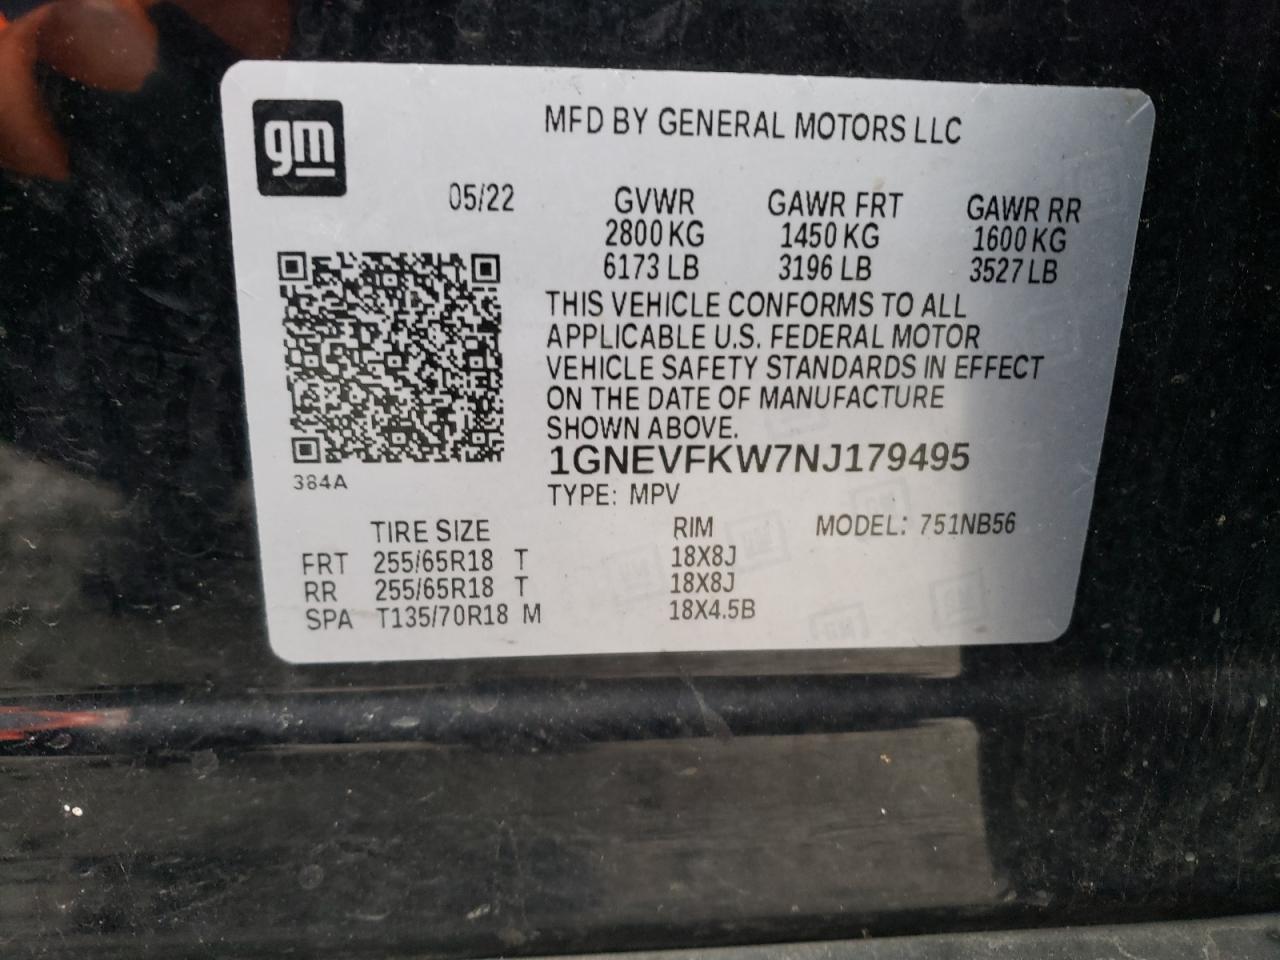 gm
MFD BY GENERAL MOTORS LLC
05/22 GVWR GAWR FRT GAWR RR
2800 KG 1450 KG 1600 KG
6173 LB 3196 LB 3527 LB
THIS VEHICLE CONFORMS TO ALL
APPLICABLE U.S. FEDERAL MOTOR
VEHICLE SAFETY STANDARDS IN EFFECT
ON THE DATE OF MANUFACTURE
SHOWN ABOVE.
1GNEVFKW7NJ179495
384A
TYPE: MPV
TIRE SIZE RIM MODEL: 751NB56
FRT 255/65R18 T 18X8J
RR 255/65R18 T 18X8J
SPA T135/70R18 M 18X4.5B